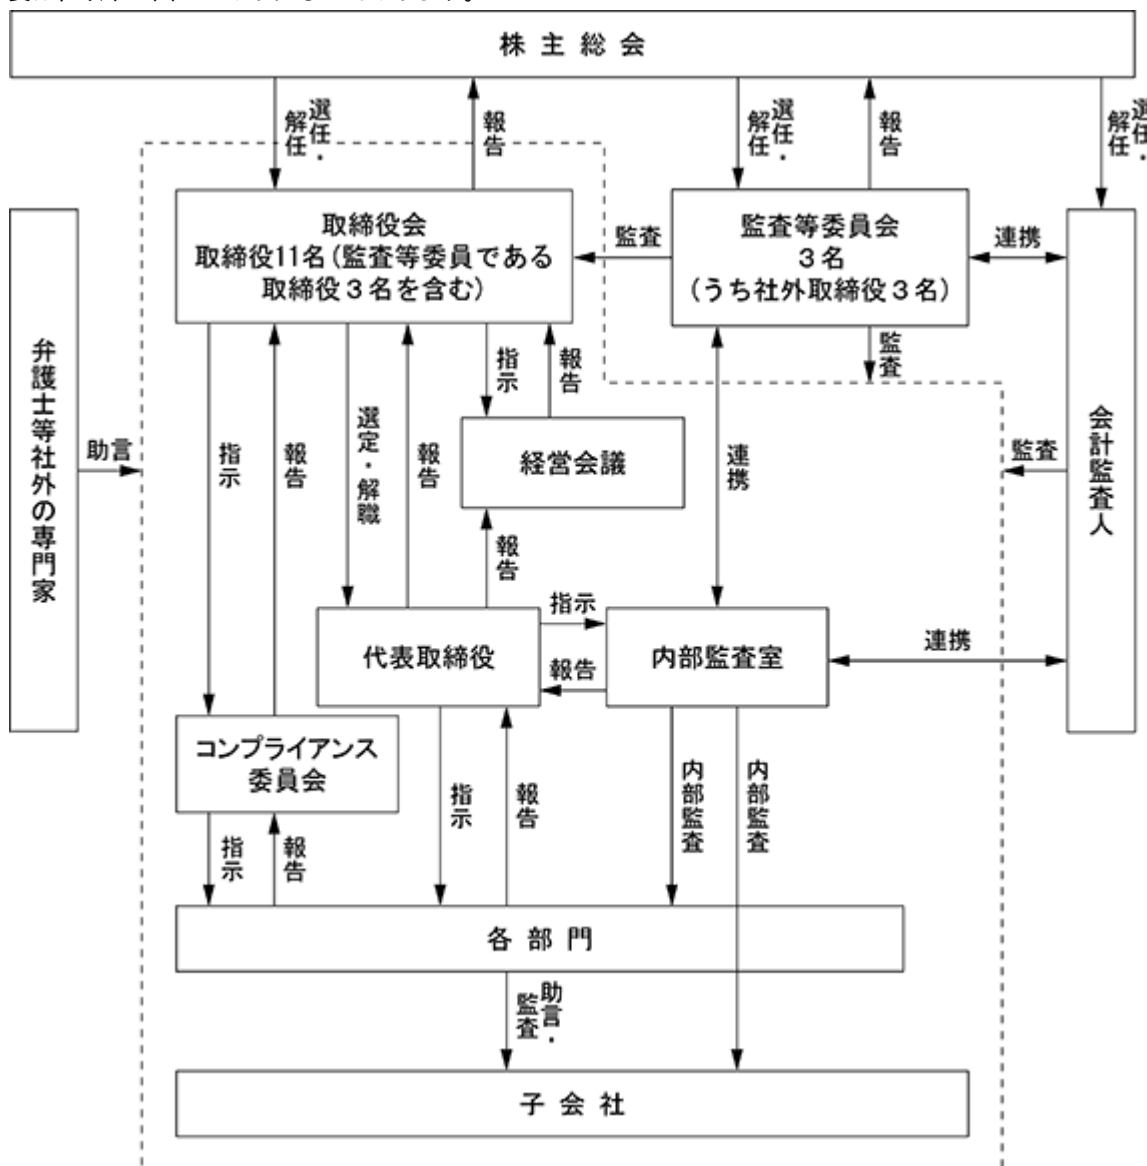 株主総会
選任・
解任
報告
選任・
解任
報告
選任・
解任
取締役会
取締役11名(監査等委員である
取締役3名を含む)
監査
監査等委員会
3名
(うち社外取締役3名)
連携
弁護士等社外の専門家
助言
会計監査人
監査
監査
指示
報告
選定・解職
報告
指示
報告
経営会議
連携
報告
代表取締役
指示
報告
内部監査室
連携
コンプライアンス
委員会
指示
報告
指示
報告
内部監査
内部監査
各部門
助言・
監査
子会社